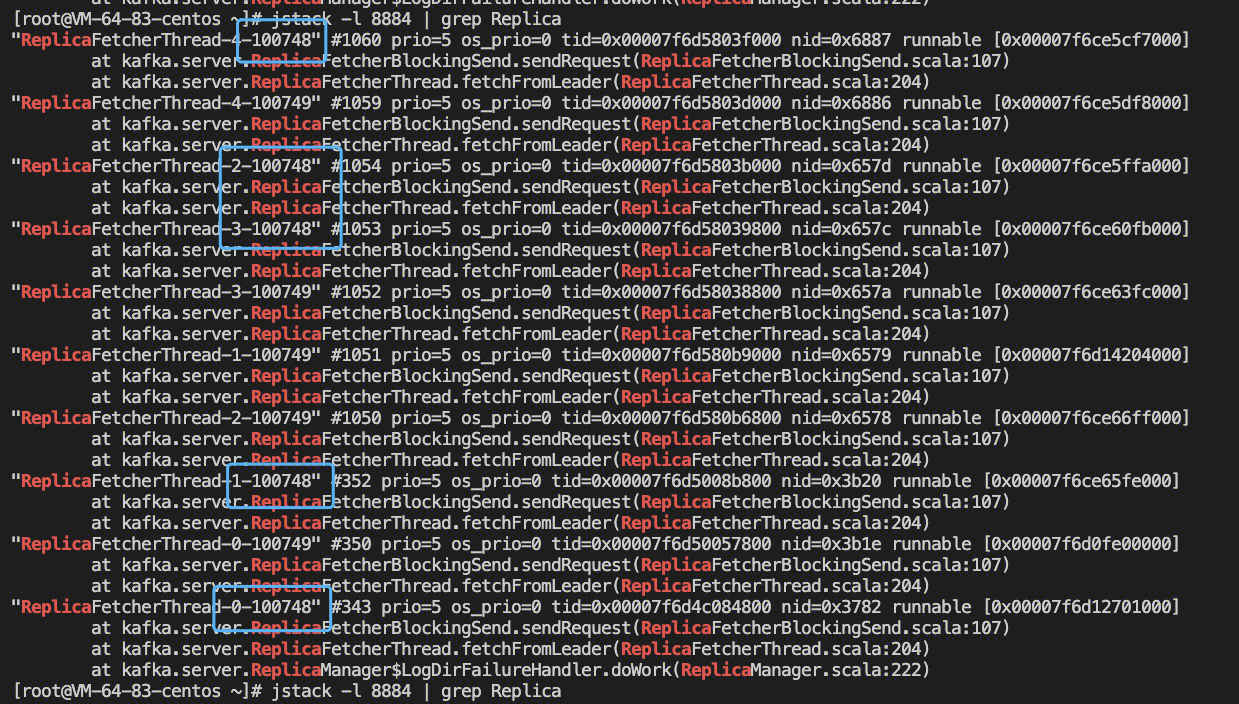 ReplicaManager$LogDirFailureHandler.doWork(ReplicaManager.scala:222)
[root@VM-64-83-centos ~]# jstack -l 8884 | grep Replica
"ReplicaFetcherThread-4-100748" #1060 prio=5 os_prio=0 tid=0x00007f6d5803f000 nid=0x6887 runnable [0x00007f6ce5cf7000]
at kafka.server.ReplicaFetcherBlockingSend.sendRequest(ReplicaFetcherBlockingSend.scala:107)
at kafka.server.ReplicaFetcherThread.fetchFromLeader(ReplicaFetcherThread.scala:204)
"ReplicaFetcherThread-4-100749" #1059 prio=5 os_prio=0 tid=0x00007f6d5803d000 nid=0x6886 runnable [0x00007f6ce5df8000]
at kafka.server.ReplicaFetcherBlockingSend.sendRequest(ReplicaFetcherBlockingSend.scala:107)
at kafka.server.ReplicaFetcherThread.fetchFromLeader(ReplicaFetcherThread.scala:204)
"ReplicaFetcherThread-2-100748" #1054 prio=5 os_prio=0 tid=0x00007f6d5803b000 nid=0x657d runnable [0x00007f6ce5ffa000]
at kafka.server.ReplicaFetcherBlockingSend.sendRequest(ReplicaFetcherBlockingSend.scala:107)
at kafka.server.ReplicaFetcherThread.fetchFromLeader(ReplicaFetcherThread.scala:204)
"ReplicaFetcherThread-3-100748" #1053 prio=5 os_prio=0 tid=0x00007f6d58039800 nid=0x657c runnable [0x00007f6ce60fb000]
at kafka.server.ReplicaFetcherBlockingSend.sendRequest(ReplicaFetcherBlockingSend.scala:107)
at kafka.server.ReplicaFetcherThread.fetchFromLeader(ReplicaFetcherThread.scala:204)
"ReplicaFetcherThread-3-100749" #1052 prio=5 os_prio=0 tid=0x00007f6d58038800 nid=0x657a runnable [0x00007f6ce63fc000]
at kafka.server.ReplicaFetcherBlockingSend.sendRequest(ReplicaFetcherBlockingSend.scala:107)
at kafka.server.ReplicaFetcherThread.fetchFromLeader(ReplicaFetcherThread.scala:204)
"ReplicaFetcherThread-1-100749" #1051 prio=5 os_prio=0 tid=0x00007f6d580b9000 nid=0x6579 runnable [0x00007f6d14204000]
at kafka.server.ReplicaFetcherBlockingSend.sendRequest(ReplicaFetcherBlockingSend.scala:107)
at kafka.server.ReplicaFetcherThread.fetchFromLeader(ReplicaFetcherThread.scala:204)
"ReplicaFetcherThread-2-100749" #1050 prio=5 os_prio=0 tid=0x00007f6d580b6800 nid=0x6578 runnable [0x00007f6ce66ff000]
at kafka.server.ReplicaFetcherBlockingSend.sendRequest(ReplicaFetcherBlockingSend.scala:107)
at kafka.server.ReplicaFetcherThread.fetchFromLeader(ReplicaFetcherThread.scala:204)
"ReplicaFetcherThread-1-100748" #352 prio=5 os_prio=0 tid=0x00007f6d5008b800 nid=0x3b20 runnable [0x00007f6ce65fe000]
at kafka.server.ReplicaFetcherBlockingSend.sendRequest(ReplicaFetcherBlockingSend.scala:107)
at kafka.server.ReplicaFetcherThread.fetchFromLeader(ReplicaFetcherThread.scala:204)
"ReplicaFetcherThread-0-100749" #350 prio=5 os_prio=0 tid=0x00007f6d50057800 nid=0x3b1e runnable [0x00007f6d0fe00000]
at kafka.server.ReplicaFetcherBlockingSend.sendRequest(ReplicaFetcherBlockingSend.scala:107)
at kafka.server.ReplicaFetcherThread.fetchFromLeader(ReplicaFetcherThread.scala:204)
"ReplicaFetcherThread-0-100748" #343 prio=5 os_prio=0 tid=0x00007f6d4c084800 nid=0x3782 runnable [0x00007f6d12701000]
at kafka.server.ReplicaFetcherBlockingSend.sendRequest(ReplicaFetcherBlockingSend.scala:107)
at kafka.server.ReplicaFetcherThread.fetchFromLeader(ReplicaFetcherThread.scala:204)
at kafka.server.ReplicaManager$LogDirFailureHandler.doWork(ReplicaManager.scala:222)
[root@VM-64-83-centos ~]# jstack -l 8884 | grep Replica